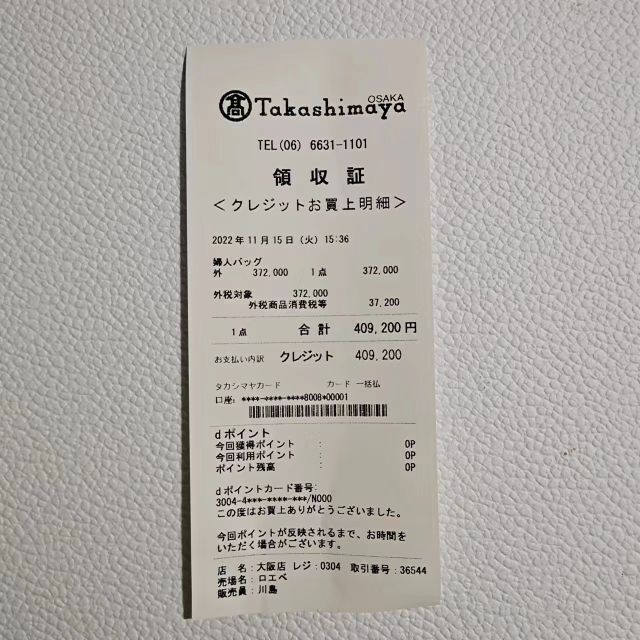 髙 Takashimaya OSAKA
TEL(06) 6631-1101
領収証
<クレジットお買上明細>
2022年11月15日(火)15:36
婦人バッグ
外 372,000 1点 372,000
外税対象 372,000
外税商品消費税等 37,200
1点 合計 409,200円
お支払い内訳 クレジット 409,200
タカシマヤカード カード 一括払
口座: ****-****-****8008*00001
dポイント
今回獲得ポイント : 0P
今回利用ポイント : 0P
ポイント残高 : 0P
dポイントカード番号:
3004-4***-****-***/N000
この度はお買上ありがとうございました。
今回ポイントが反映されるまで、お時間を
いただく場合がございます。
店 名:大阪店 レジ:0304 取引番号:36544
売場名:ロエベ
販売員:川島